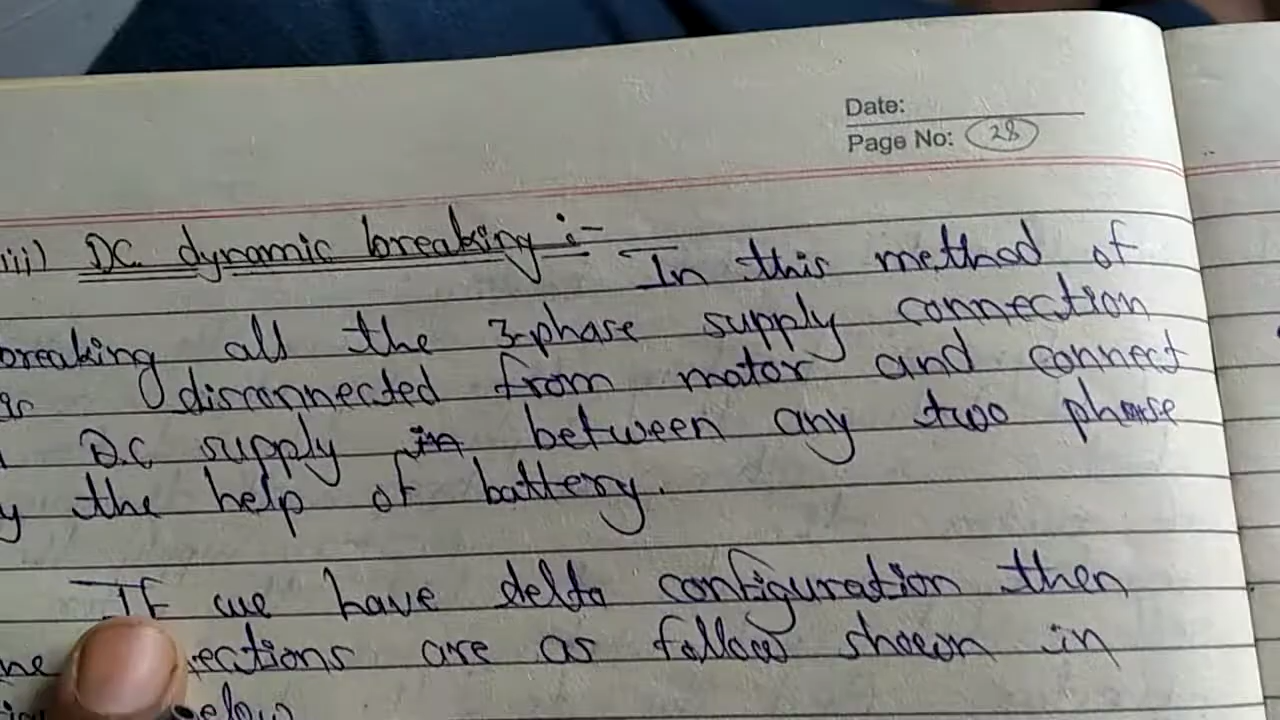 Date:
Page No: 28
iii) D.C. dynamic breaking :- In this method of
breaking all the 3-phase supply connection
disconnected from motor and connect
D.C supply in between any two phase
the help of battery.
If we have delta configuration then
are as follow shown in